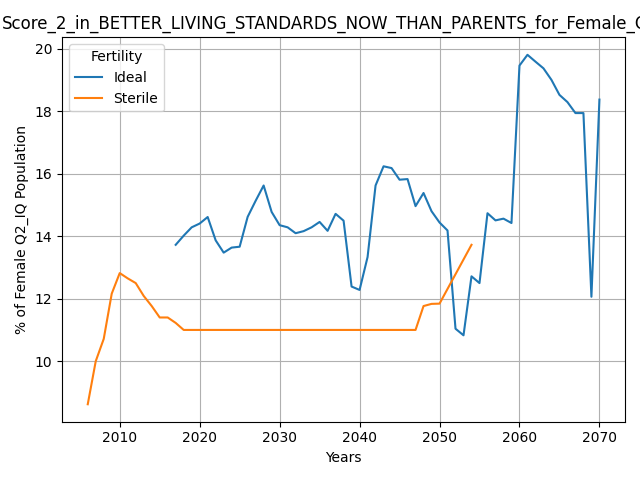 Score_2_in_BETTER_LIVING_STANDARDS_NOW_THAN_PARENTS_for_Female_
Fertility
Ideal
Sterile
% of Female Q2_IQ Population
20
18
16
14
12
10
2010 2020 2030 2040 2050 2060 2070
Years